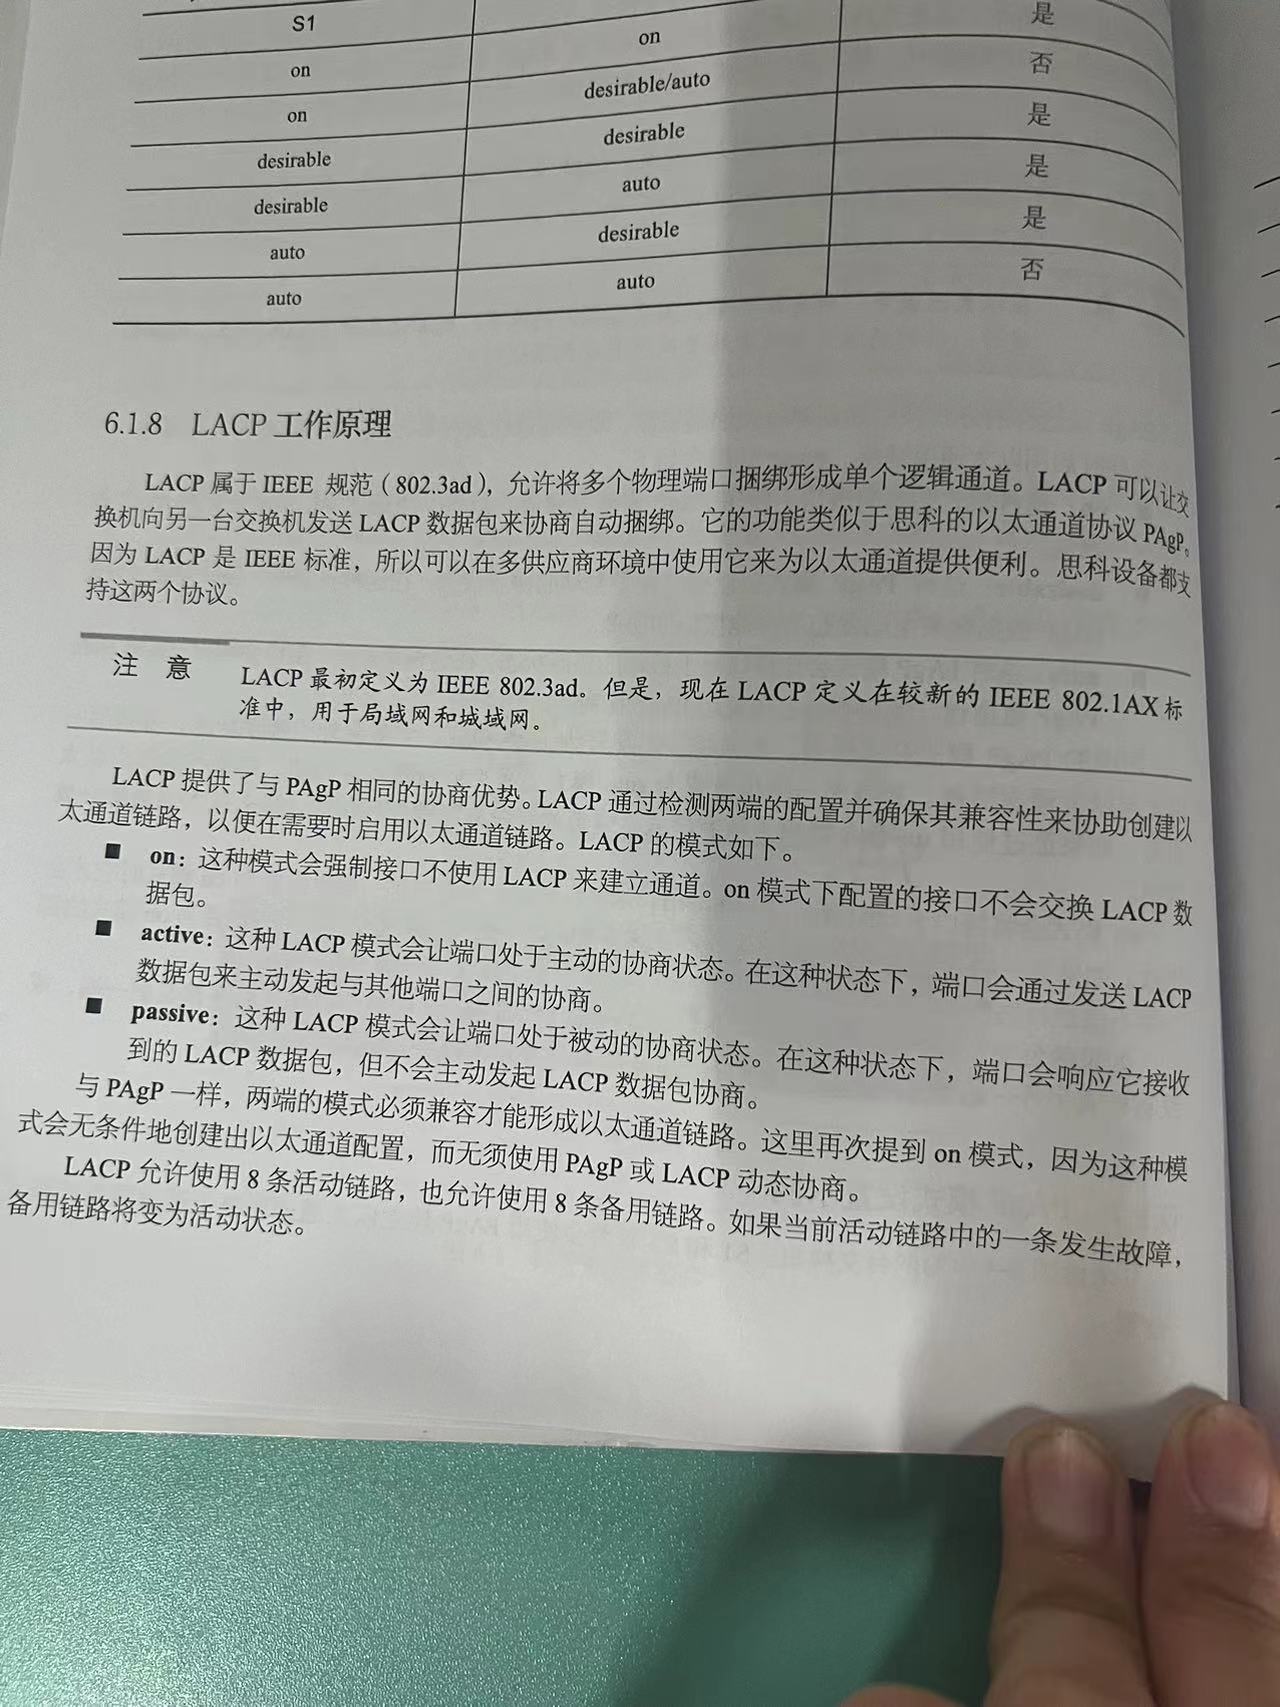 S1
on 是
on desirable/auto 否
on desirable 是
desirable auto 是
desirable desirable 是
auto auto 否
auto
6.1.8 LACP 工作原理
LACP 属于 IEEE 规范（802.3ad），允许将多个物理端口捆绑形成单个逻辑通道。LACP 可以让交
换机向另一台交换机发送 LACP 数据包来协商自动捆绑。它的功能类似于思科的以太通道协议 PAgP。
因为 LACP 是 IEEE 标准，所以可以在多供应商环境中使用它来为以太通道提供便利。思科设备都支
持这两个协议。
注 意 LACP 最初定义为 IEEE 802.3ad。但是，现在 LACP 定义在较新的 IEEE 802.1AX 标
准中，用于局域网和城域网。
LACP 提供了与 PAgP 相同的协商优势。LACP 通过检测两端的配置并确保其兼容性来协助创建以
太通道链路，以便在需要时启用以太通道链路。LACP 的模式如下。
■ on：这种模式会强制接口不使用 LACP 来建立通道。on 模式下配置的接口不会交换 LACP 数
据包。
■ active：这种 LACP 模式会让端口处于主动的协商状态。在这种状态下，端口会通过发送 LACP
数据包来主动发起与其他端口之间的协商。
■ passive：这种 LACP 模式会让端口处于被动的协商状态。在这种状态下，端口会响应它接收
到的 LACP 数据包，但不会主动发起 LACP 数据包协商。
与 PAgP 一样，两端的模式必须兼容才能形成以太通道链路。这里再次提到 on 模式，因为这种模
式会无条件地创建出以太通道配置，而无须使用 PAgP 或 LACP 动态协商。
LACP 允许使用 8 条活动链路，也允许使用 8 条备用链路。如果当前活动链路中的一条发生故障，
备用链路将变为活动状态。